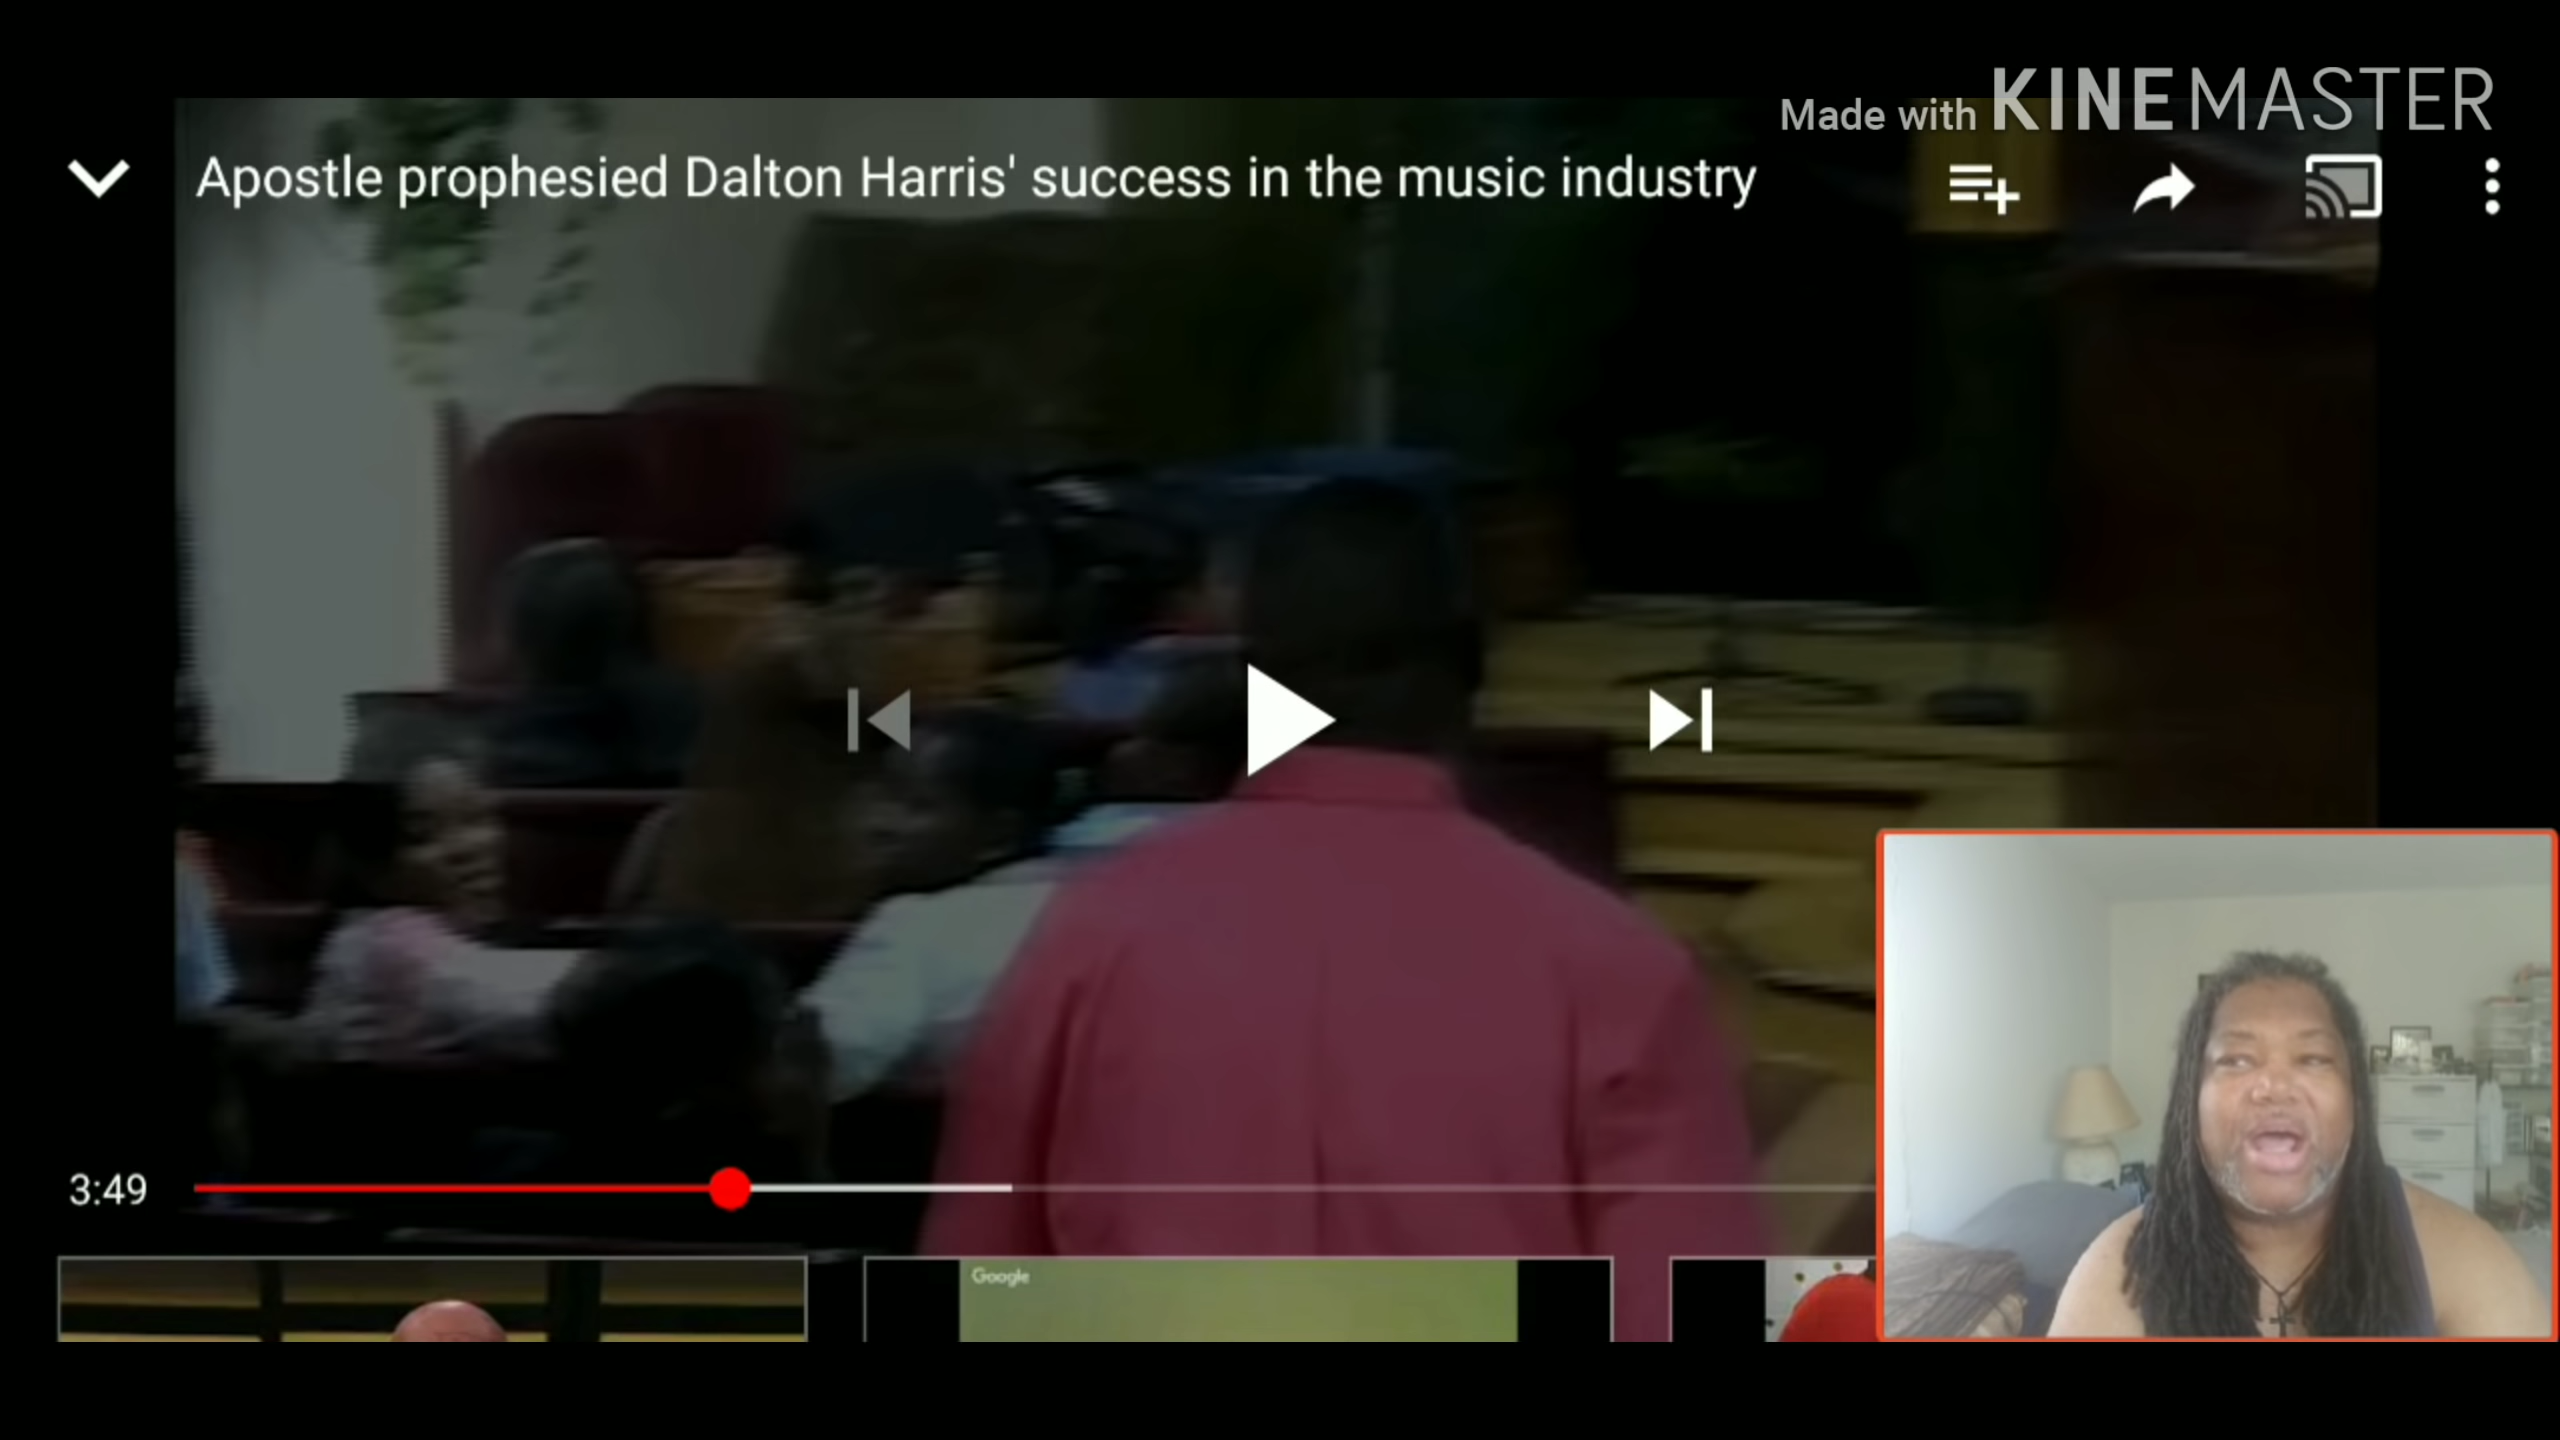 Made with KINEMASTER
Apostle prophesied Dalton Harris' success in the music industry
3:49
Google